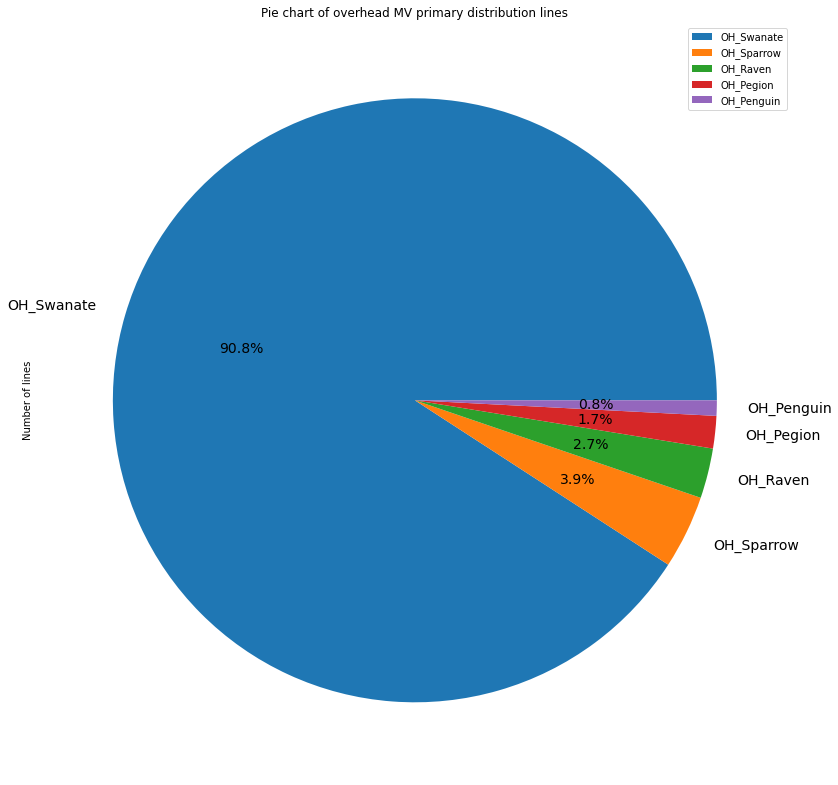 Pie chart of overhead MV primary distribution lines
OH_Swanate
OH_Sparrow
OH_Raven
OH_Pegion
OH_Penguin
OH_Swanate
90.8%
Number of lines
0.8%
OH_Penguin
1.7%
OH_Pegion
2.7%
OH_Raven
3.9%
OH_Sparrow